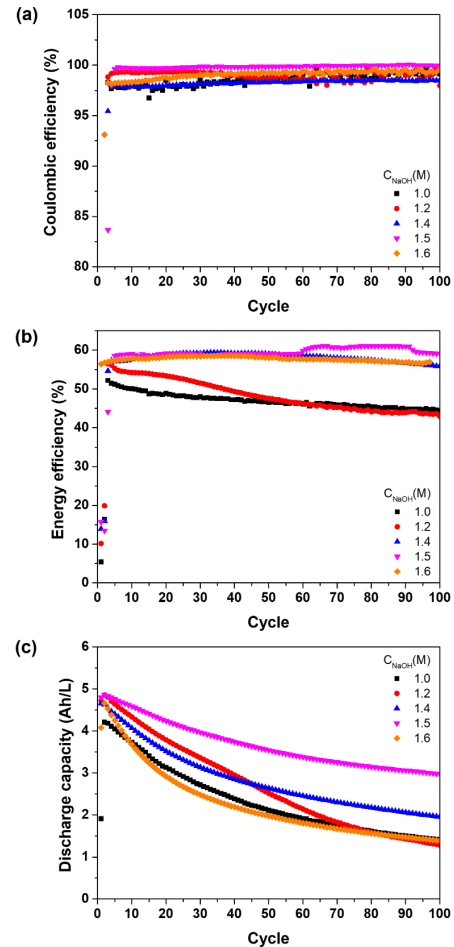 (a)
Coulombic efficiency (%)
100
95
90
85
80
0 10 20 30 40 50 60 70 80 90 100
Cycle
C_NaOH(M)
1.0
1.2
1.4
1.5
1.6
(b)
Energy efficiency (%)
60
50
40
30
20
10
0
0 10 20 30 40 50 60 70 80 90 100
Cycle
C_NaOH(M)
1.0
1.2
1.4
1.5
1.6
(c)
Discharge capacity (Ah/L)
6
5
4
3
2
1
0
0 10 20 30 40 50 60 70 80 90 100
Cycle
C_NaOH(M)
1.0
1.2
1.4
1.5
1.6